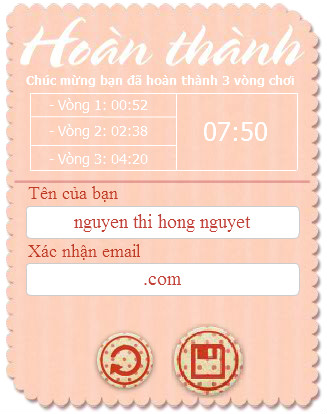 Hoàn thành
Chúc mừng bạn đã hoàn thành 3 vòng chơi
- Vòng 1: 00:52
- Vòng 2: 02:38
- Vòng 3: 04:20
07:50
Tên của bạn
nguyen thi hong nguyet
Xác nhận email
.com